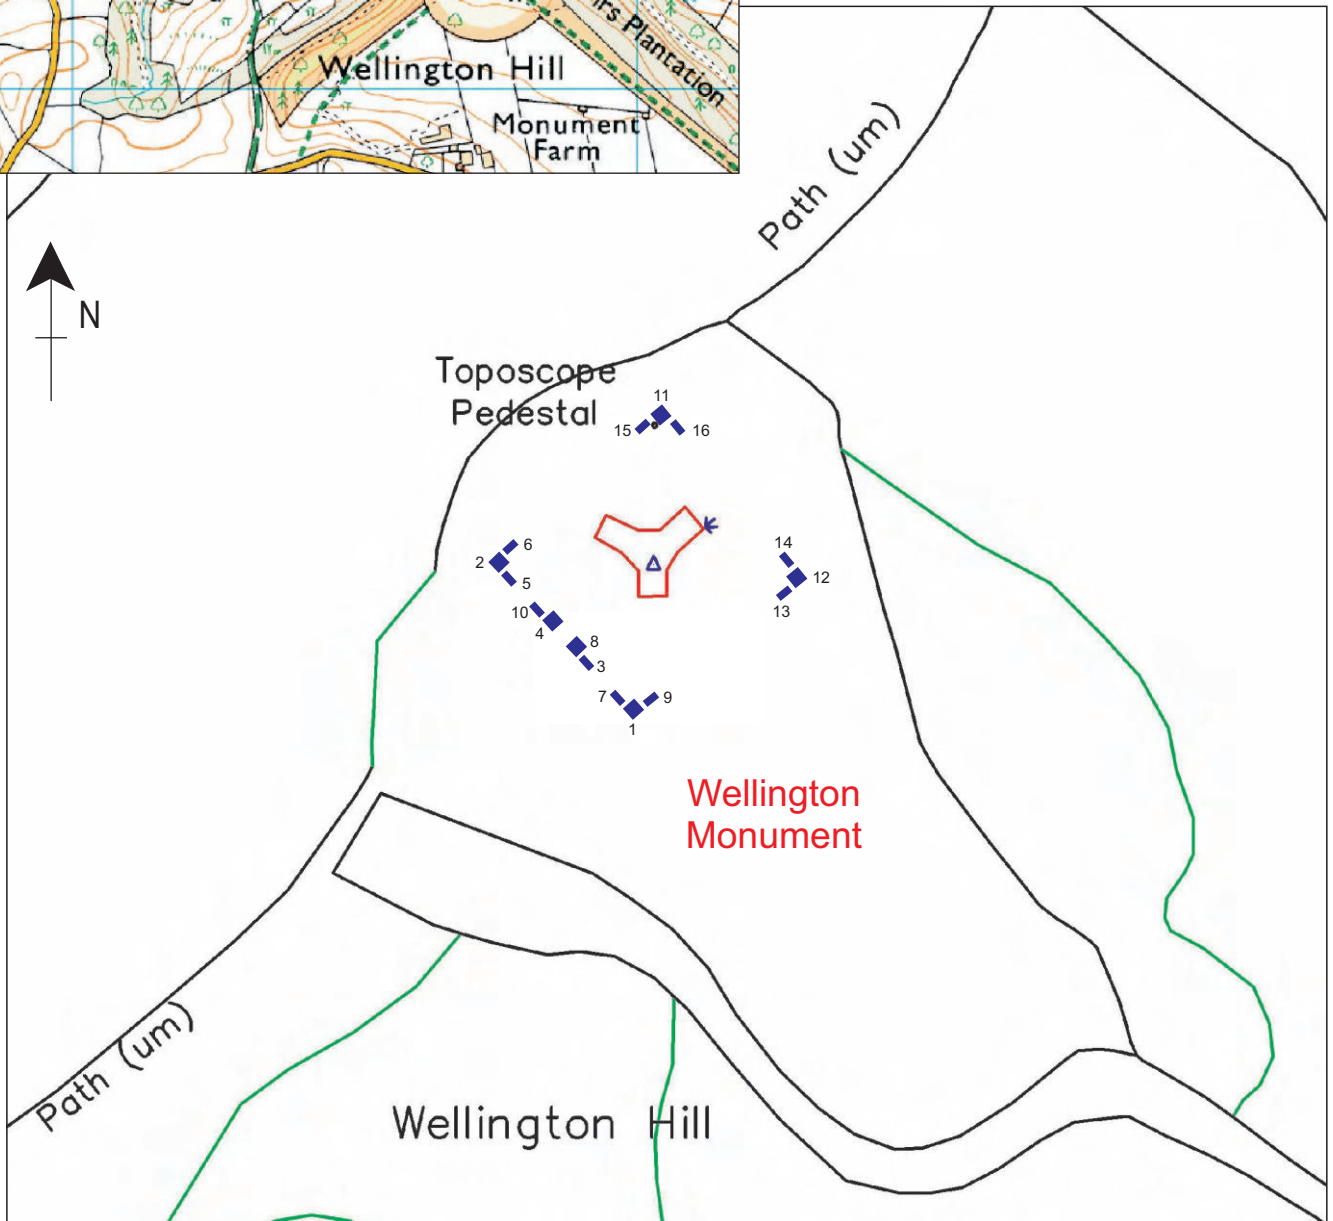 irs Plantation
Wellington Hill
Monument
Farm
Path (um)
N
Toposcope
Pedestal
11
15
16
6
2
5
14
12
13
10
4
8
3
7
9
1
Wellington
Monument
Path (um)
Wellington Hill